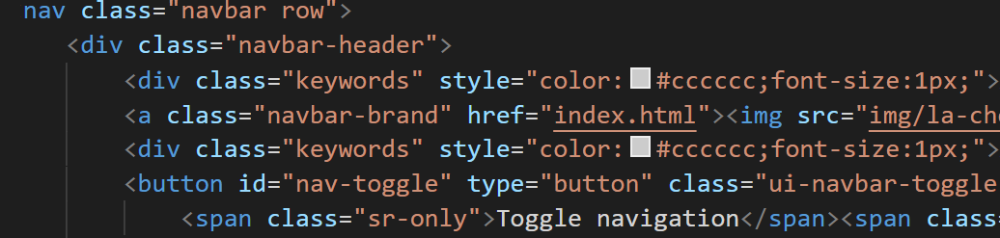 nav class="navbar row">
<div class="navbar-header">
<div class="keywords" style="color:#cccccc;font-size:1px;">
<a class="navbar-brand" href="index.html"><img src="img/la-ch
<div class="keywords" style="color:#cccccc;font-size:1px;">
<button id="nav-toggle" type="button" class="ui-navbar-toggle
<span class="sr-only">Toggle navigation</span><span class